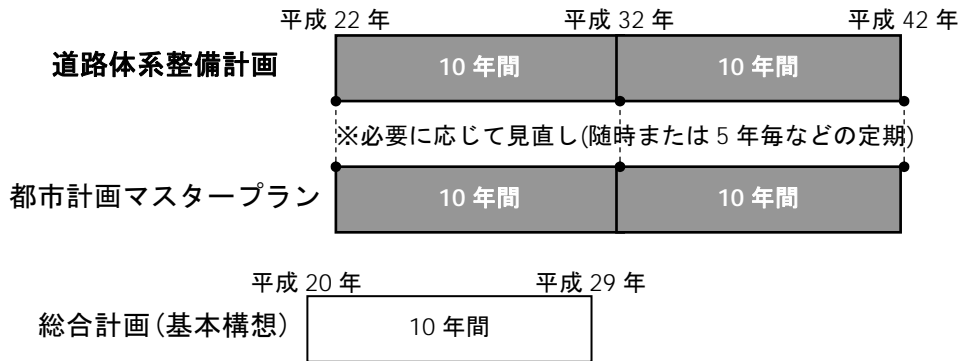 平成 22 年 平成 32 年 平成 42 年
道路体系整備計画 10 年間 10 年間
※必要に応じて見直し(随時または 5 年毎などの定期)
都市計画マスタープラン 10 年間 10 年間
平成 20 年 平成 29 年
総合計画(基本構想) 10 年間